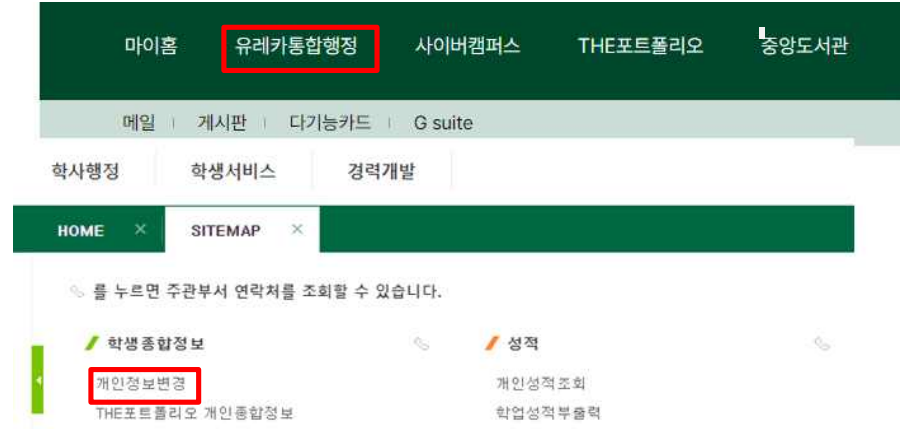 마이홈 유레카통합행정 사이버캠퍼스 THE포트폴리오 중앙도서관
메일 게시판 다기능카드 G suite
학사행정 학생서비스 경력개발
HOME × SITEMAP ×
를 누르면 주관부서 연락처를 조회할 수 있습니다.
학생종합정보 성적
개인정보변경 개인성적조회
THE포트폴리오 개인종합정보 학업성적부출력